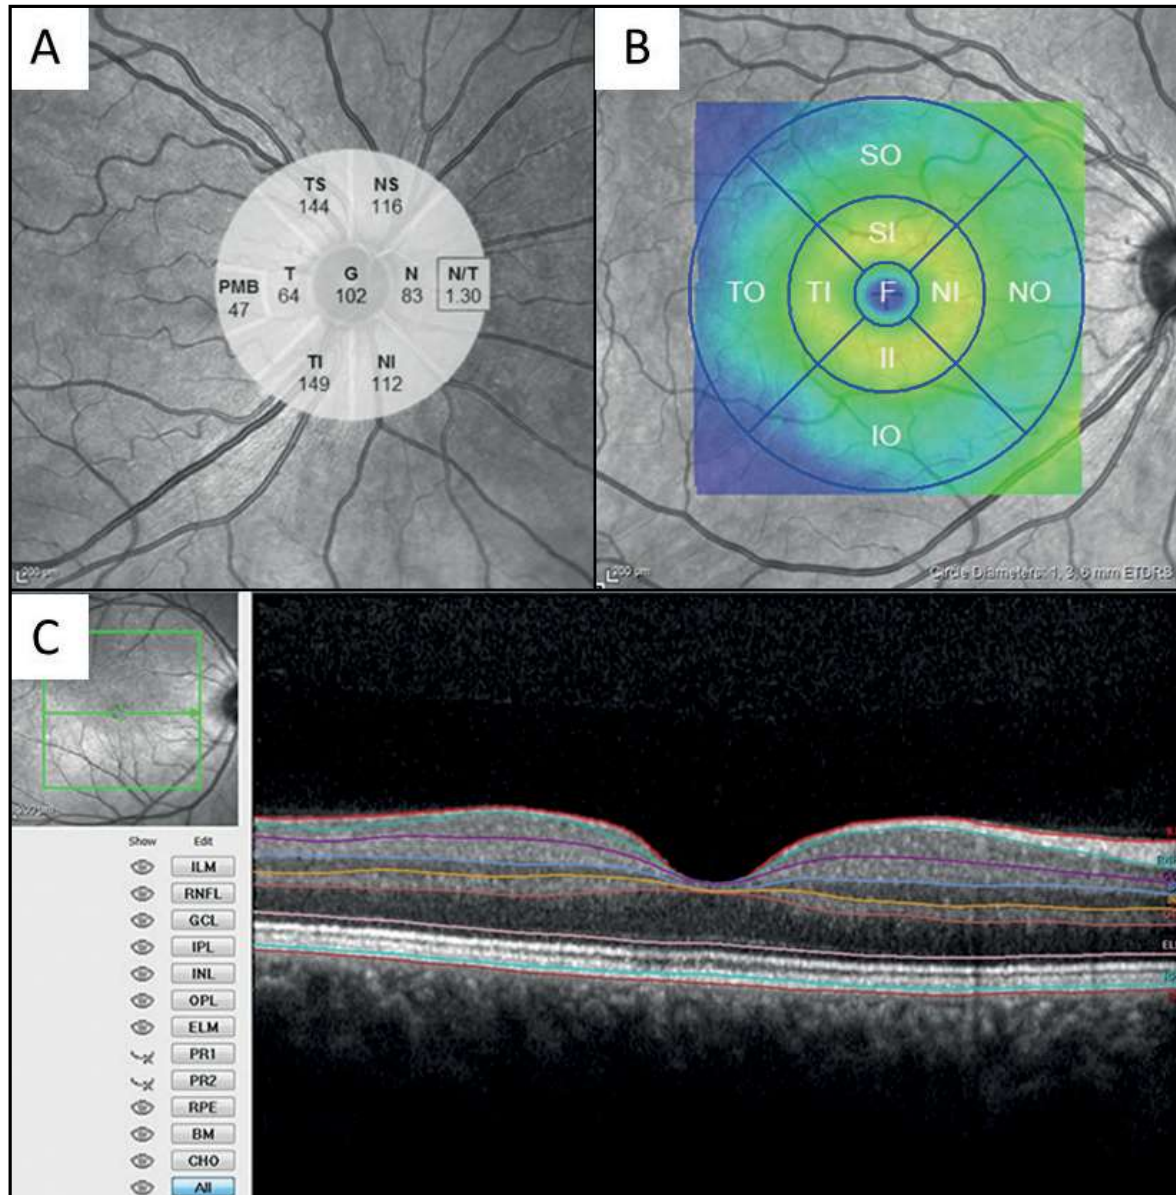 A
TS NS
144 116
PMB T G N N/T
47 64 102 83 1.30
TI NI
149 112
200 µm
B
SO
SI
TO TI F NI NO
II
IO
200 µm
Circle Diameters: 1, 3, 6 mm ETDRS
C
Show Edit
ILM
RNFL
GCL
IPL
INL
OPL
ELM
PR1
PR2
RPE
BM
CHO
All